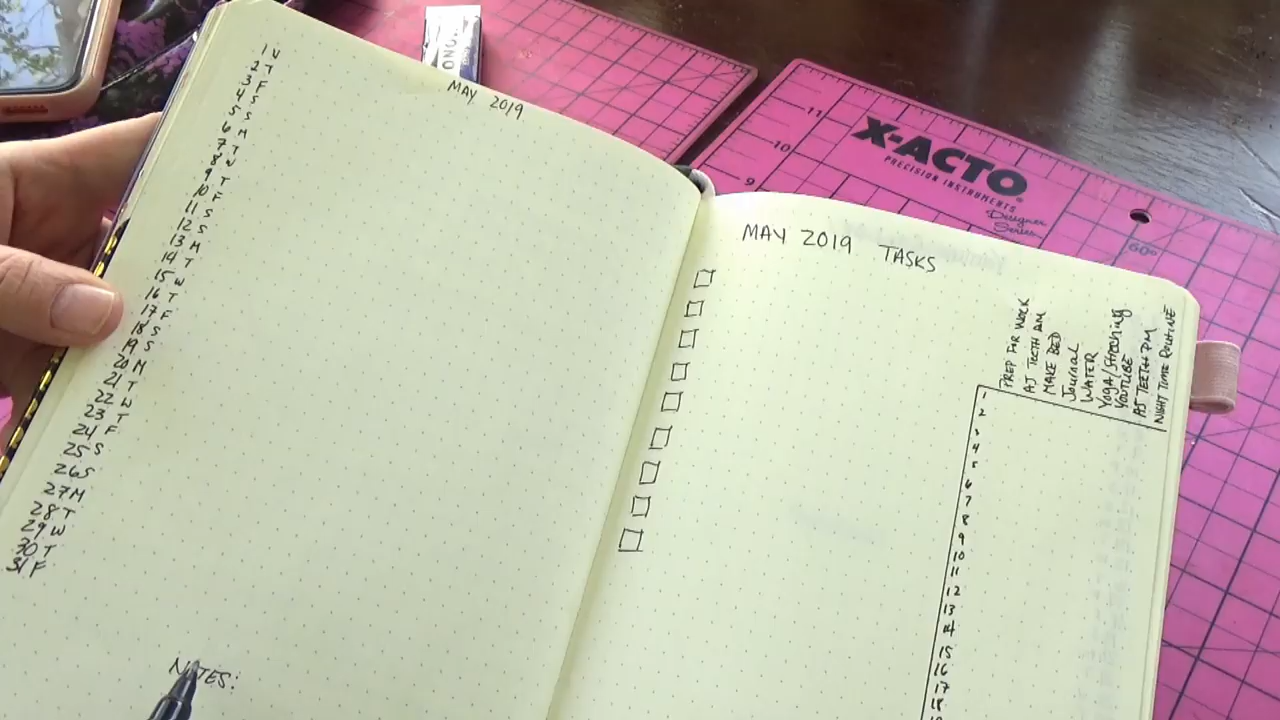 MAY 2019
1 W
2 T
3 F
4 S
5 S
6 M
7 T
8 W
9 T
10 F
11 S
12 S
13 M
14 T
15 W
16 T
17 F
18 S
19 S
20 M
21 T
22 W
23 T
24 F
25 S
26 S
27 M
28 T
29 W
30 T
31 F
NOTES:
MAY 2019 TASKS
PREP FOR WORK
AJ TEETH AM
MAKE BED
Journal
WATER
YOGA/Stretching
YOUTUBE
AJ TEETH PM
NIGHT TIME ROUTINE
1
2
3
4
5
6
7
8
9
10
11
12
13
14
15
16
17
18
19
X-ACTO
PRECISION INSTRUMENTS
Designer
Series
11
10
9
60°